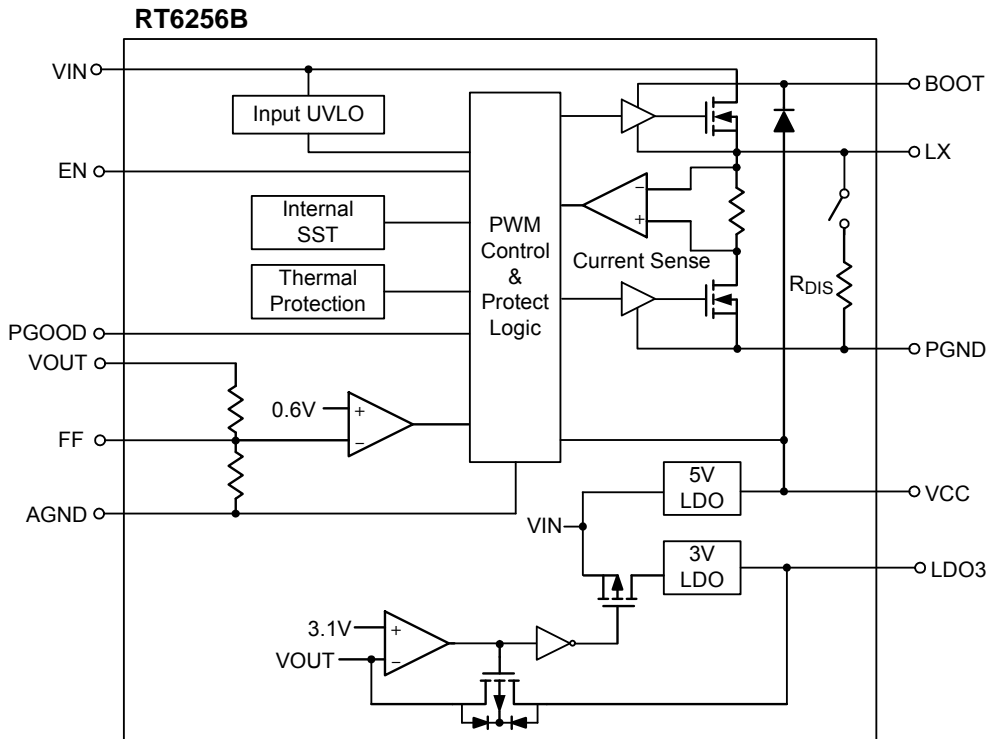 RT6256B
VIN
BOOT
Input UVLO
LX
EN
Internal
SST
PWM
Control
&
Protect
Logic
−
+
Current Sense
Thermal
Protection
RDIS
PGOOD
PGND
VOUT
0.6V
+
−
FF
5V
LDO
VCC
AGND
VIN
3V
LDO
LDO3
3.1V
+
VOUT
−